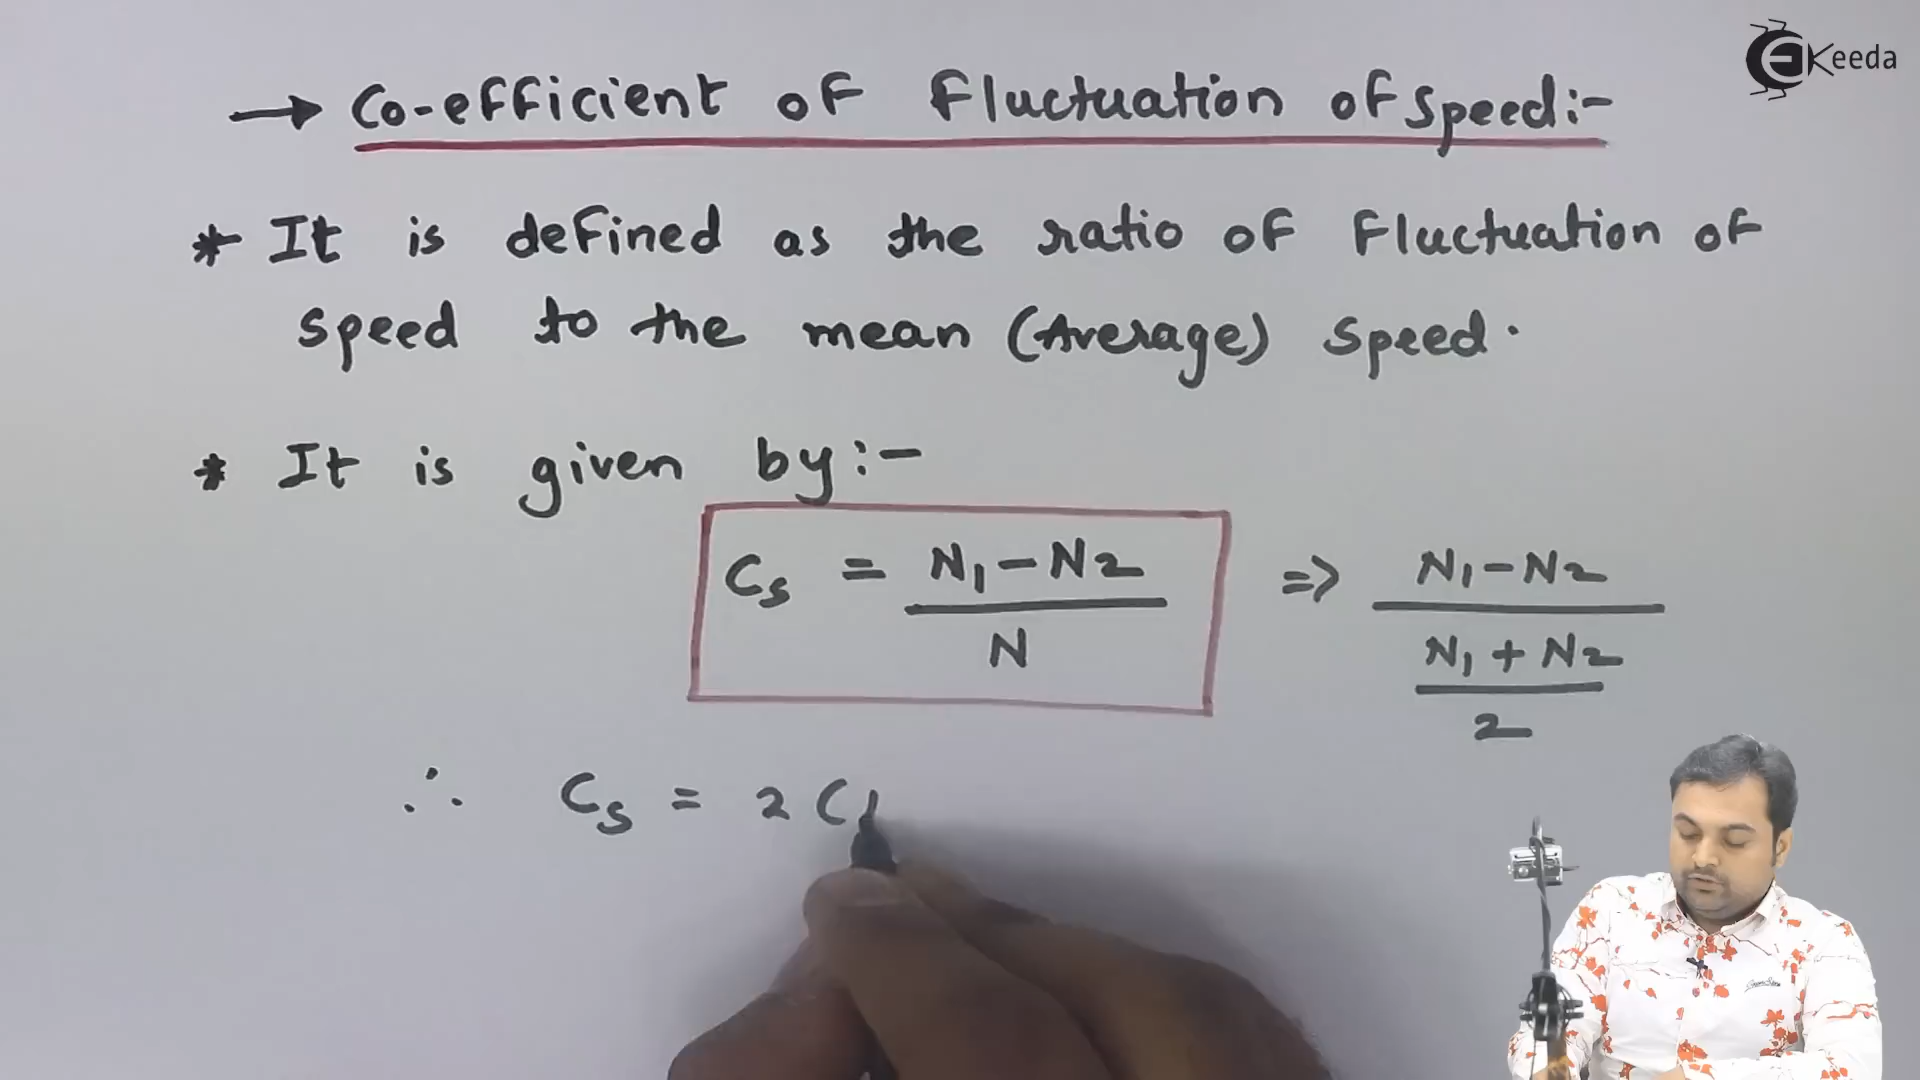 EKeeda
→ Co-efficient of Fluctuation of speed:-
* It is defined as the ratio of Fluctuation of
speed to the mean (Average) speed.
* It is given by:-
Cs = N1-N2 / N => N1-N2 / N1+N2 / 2
∴ Cs = 2 (